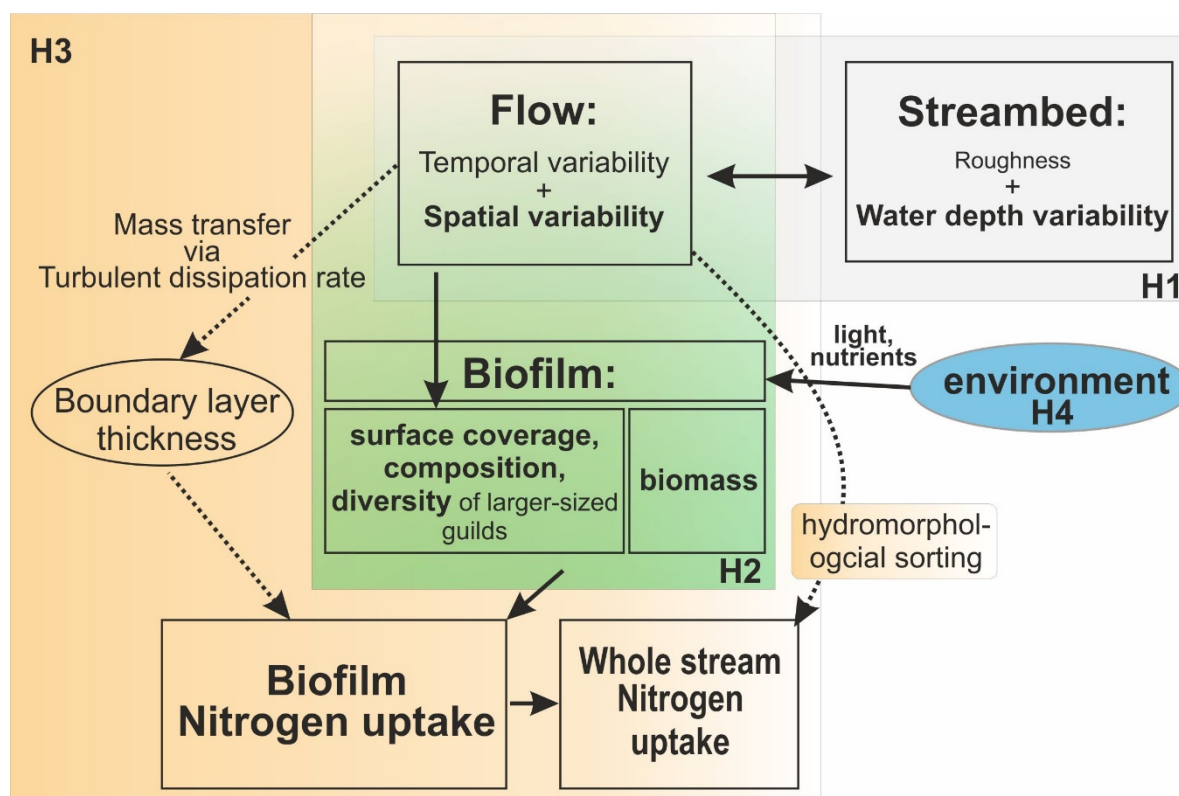 H3
Flow:
Temporal variability
+
Spatial variability
Streambed:
Roughness
+
Water depth variability
H1
Mass transfer
via
Turbulent dissipation rate
light,
nutrients
environment
H4
Boundary layer
thickness
Biofilm:
surface coverage,
composition,
diversity of larger-sized
guilds
biomass
H2
hydromorphol-
ogcial sorting
Biofilm
Nitrogen uptake
Whole stream
Nitrogen
uptake